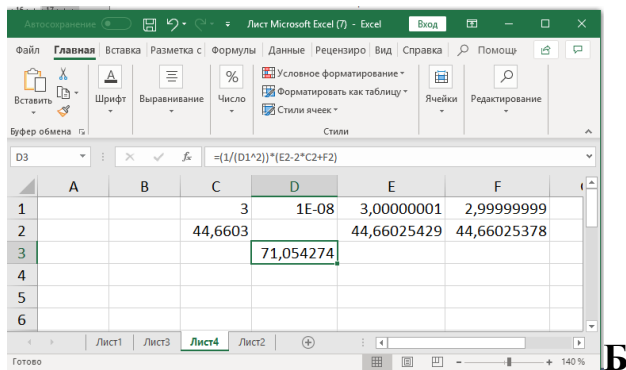 Автосохранение Лист Microsoft Excel (7) - Excel Вход
Файл Главная Вставка Разметка с Формулы Данные Рецензиро Вид Справка Помощь
Вставить Шрифт Выравнивание Число Условное форматирование Форматировать как таблицу Стили ячеек Ячейки Редактирование
Буфер обмена Стили
D3 fx =(1/(D1^2))*(E2-2*C2+F2)
A B C D E F
1 3 1E-08 3,00000001 2,99999999
2 44,6603 44,66025429 44,66025378
3 71,054274
4
5
6
Лист1 Лист3 Лист4 Лист2
Готово 140 %
Б